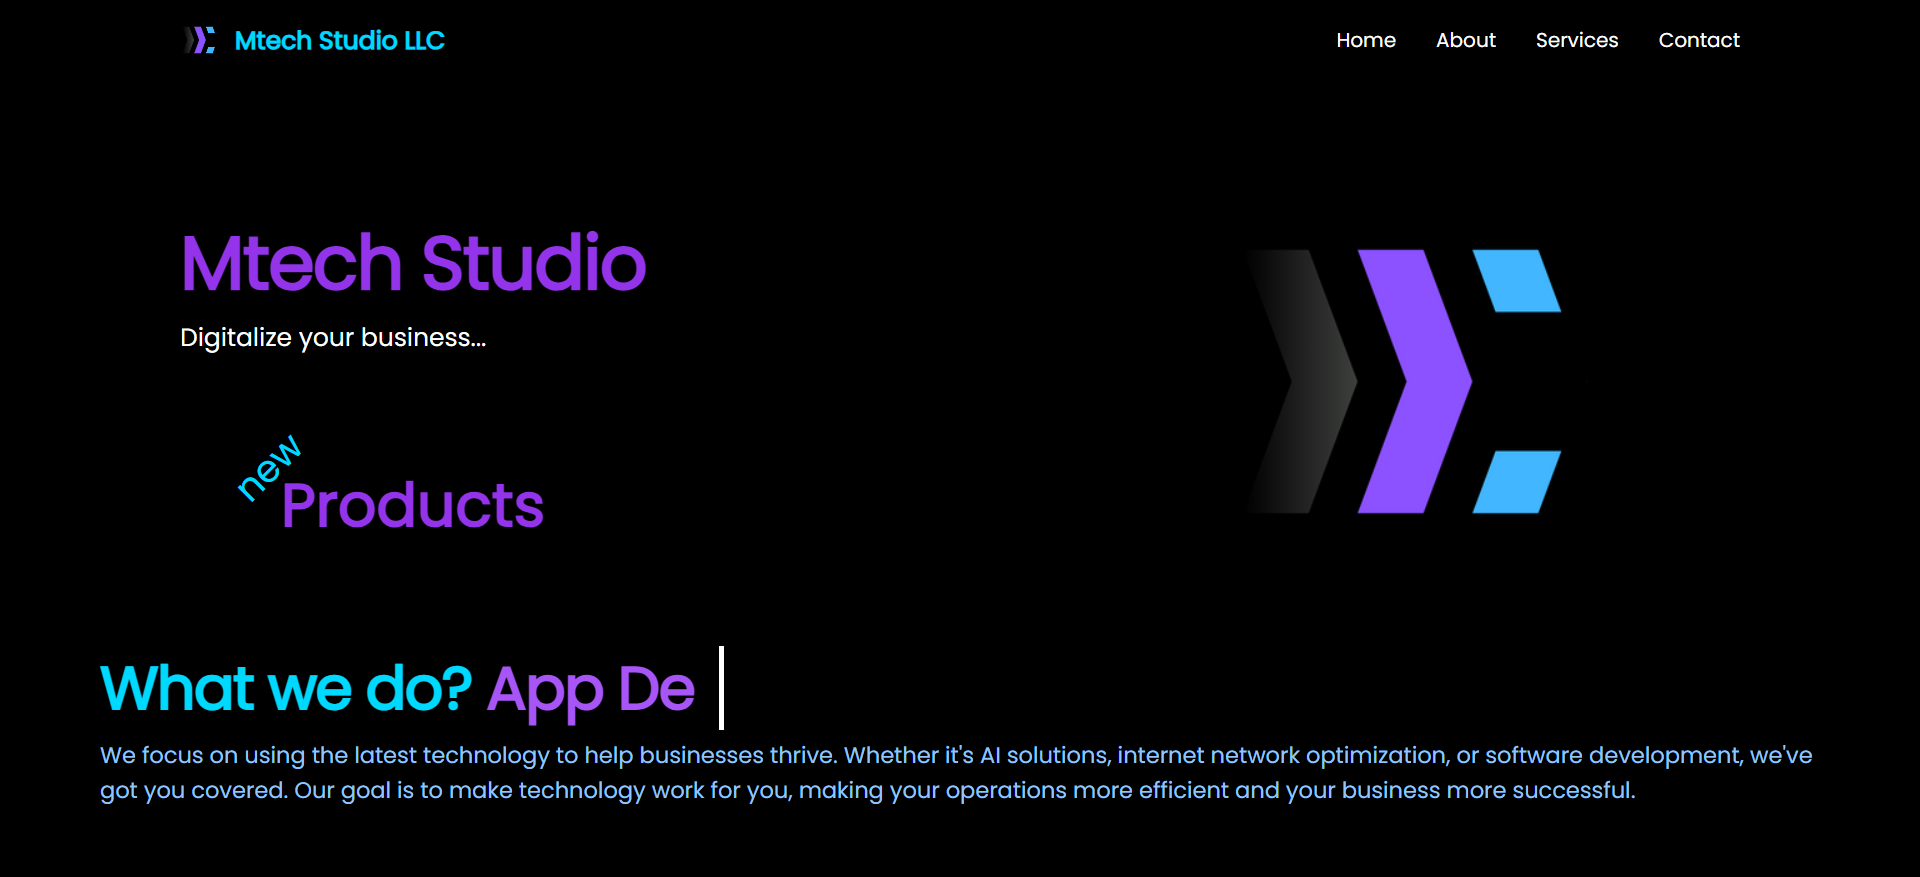 Mtech Studio LLC
Home About Services Contact
Mtech Studio
Digitalize your business...
new
Products
What we do? App De
We focus on using the latest technology to help businesses thrive. Whether it's AI solutions, internet network optimization, or software development, we've
got you covered. Our goal is to make technology work for you, making your operations more efficient and your business more successful.